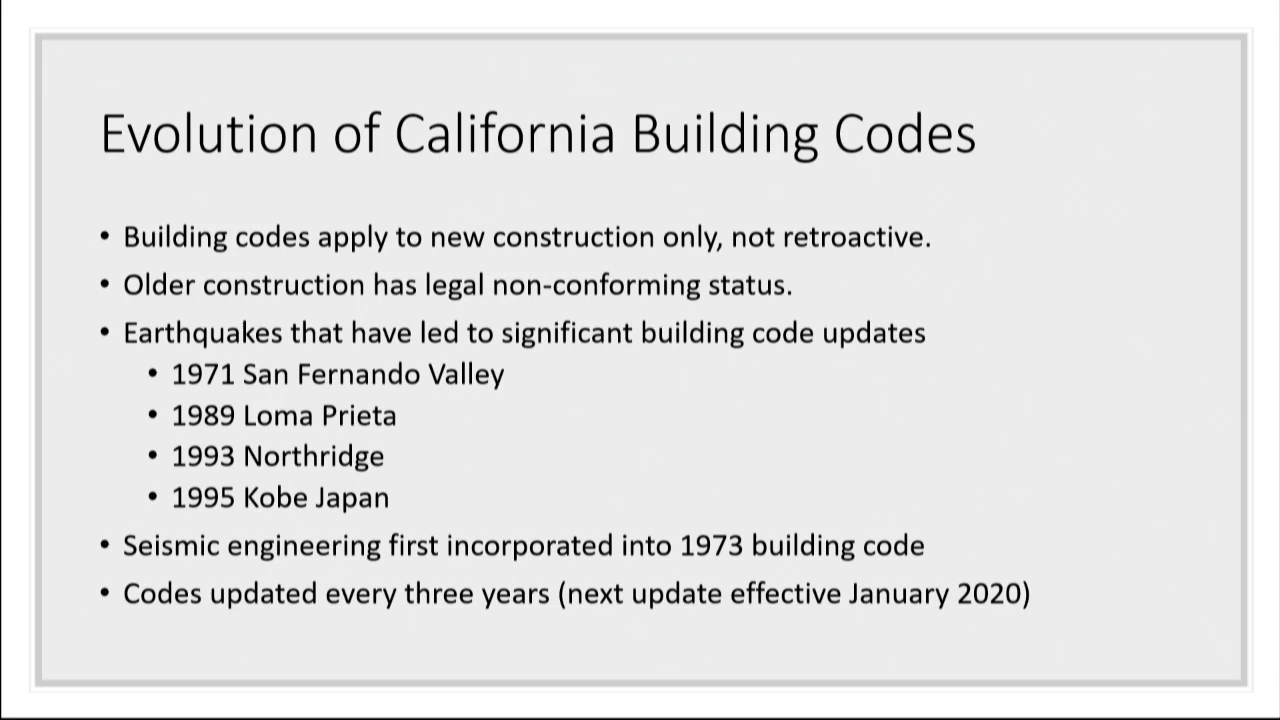 Evolution of California Building Codes
• Building codes apply to new construction only, not retroactive.
• Older construction has legal non-conforming status.
• Earthquakes that have led to significant building code updates
• 1971 San Fernando Valley
• 1989 Loma Prieta
• 1993 Northridge
• 1995 Kobe Japan
• Seismic engineering first incorporated into 1973 building code
• Codes updated every three years (next update effective January 2020)